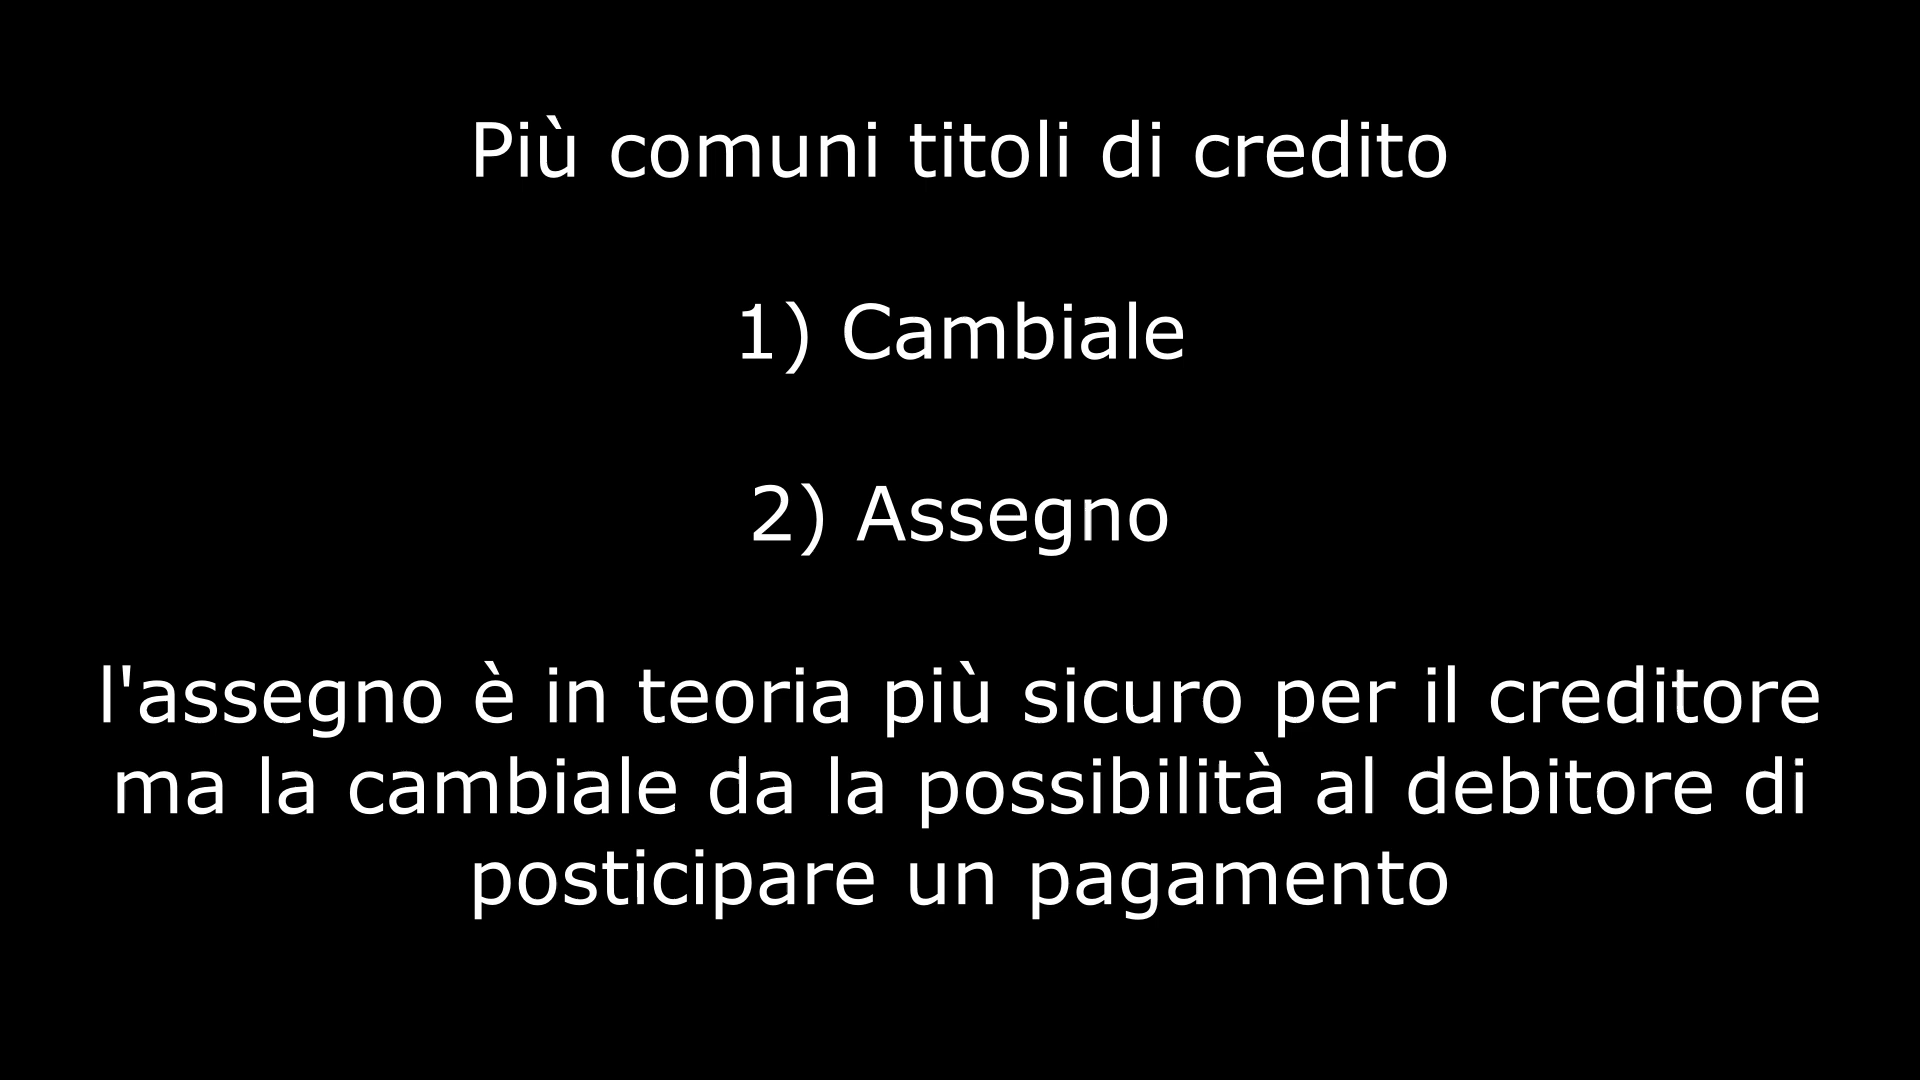 Più comuni titoli di credito
1) Cambiale
2) Assegno
l'assegno è in teoria più sicuro per il creditore
ma la cambiale da la possibilità al debitore di
posticipare un pagamento